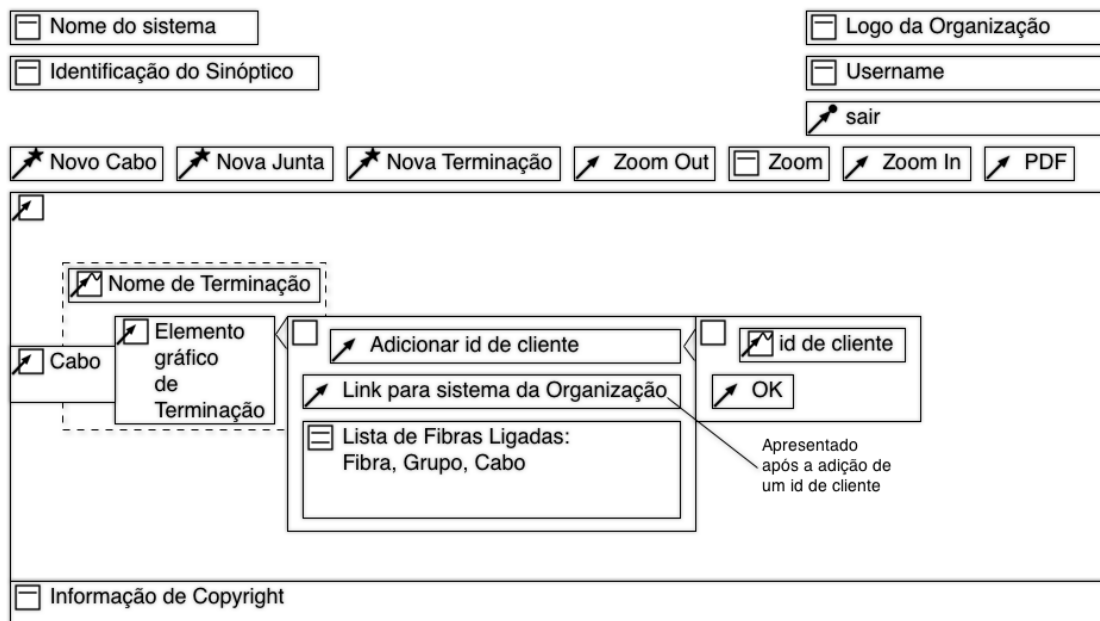 Nome do sistema
Logo da Organização
Identificação do Sinóptico
Username
sair
Novo Cabo
Nova Junta
Nova Terminação
Zoom Out
Zoom
Zoom In
PDF
Nome de Terminação
Cabo
Elemento
gráfico
de
Terminação
Adicionar id de cliente
Link para sistema da Organização
Lista de Fibras Ligadas:
Fibra, Grupo, Cabo
id de cliente
OK
Apresentado
após a adição de
um id de cliente
Informação de Copyright